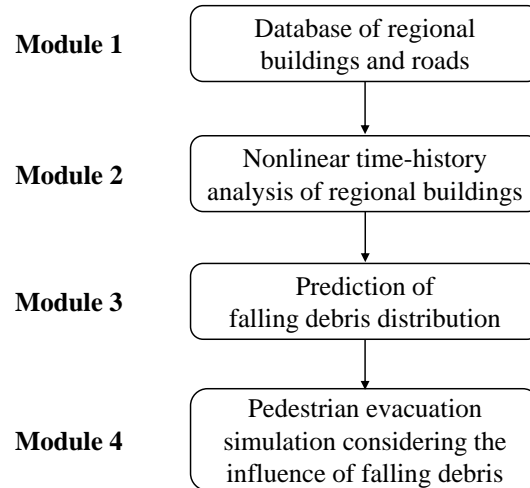 Module 1
Database of regional
buildings and roads
Module 2
Nonlinear time-history
analysis of regional buildings
Module 3
Prediction of
falling debris distribution
Module 4
Pedestrian evacuation
simulation considering the
influence of falling debris